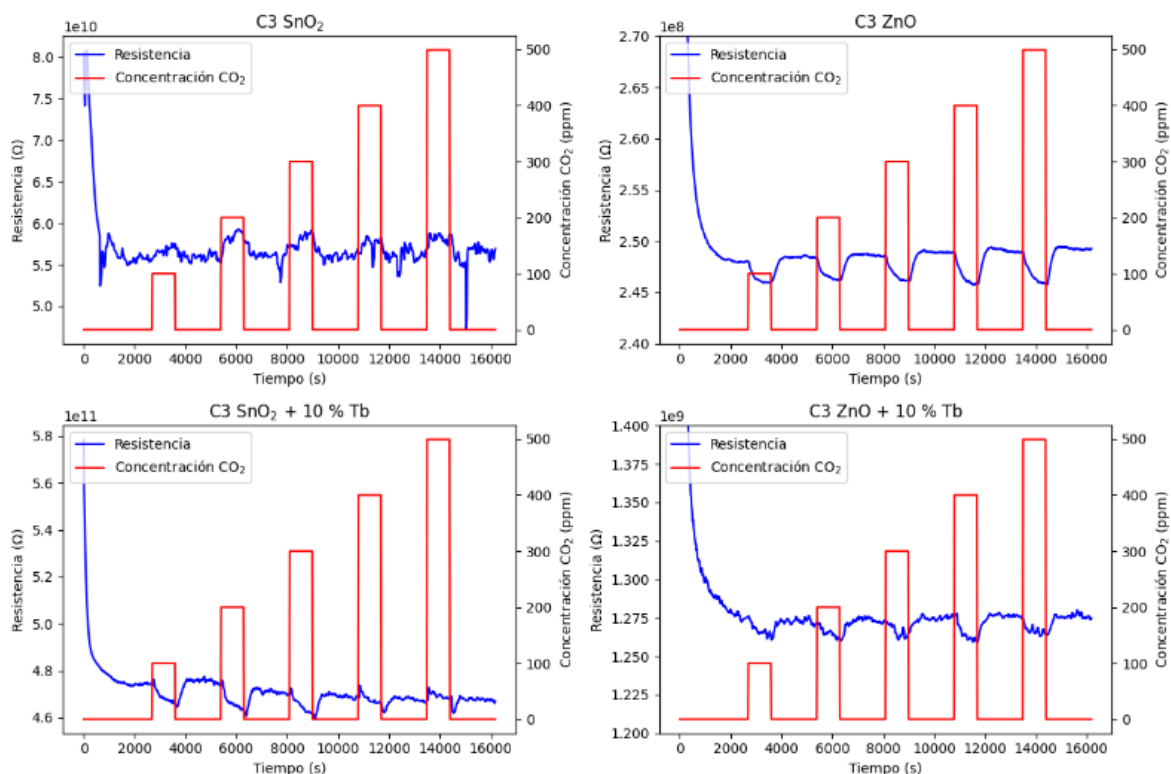 C3 SnO₂
1e10
Resistencia
Concentración CO₂
8.0
7.5
7.0
6.5
6.0
5.5
5.0
Resistencia (Ω)
500
400
300
200
100
0
Concentración CO₂ (ppm)
0 2000 4000 6000 8000 10000 12000 14000 16000
Tiempo (s)
C3 ZnO
1e8
Resistencia
Concentración CO₂
2.70
2.65
2.60
2.55
2.50
2.45
2.40
Resistencia (Ω)
500
400
300
200
100
0
Concentración CO₂ (ppm)
0 2000 4000 6000 8000 10000 12000 14000 16000
Tiempo (s)
C3 SnO₂ + 10 % Tb
1e11
Resistencia
Concentración CO₂
5.8
5.6
5.4
5.2
5.0
4.8
4.6
Resistencia (Ω)
500
400
300
200
100
0
Concentración CO₂ (ppm)
0 2000 4000 6000 8000 10000 12000 14000 16000
Tiempo (s)
C3 ZnO + 10 % Tb
1e9
Resistencia
Concentración CO₂
1.400
1.375
1.350
1.325
1.300
1.275
1.250
1.225
1.200
Resistencia (Ω)
500
400
300
200
100
0
Concentración CO₂ (ppm)
0 2000 4000 6000 8000 10000 12000 14000 16000
Tiempo (s)